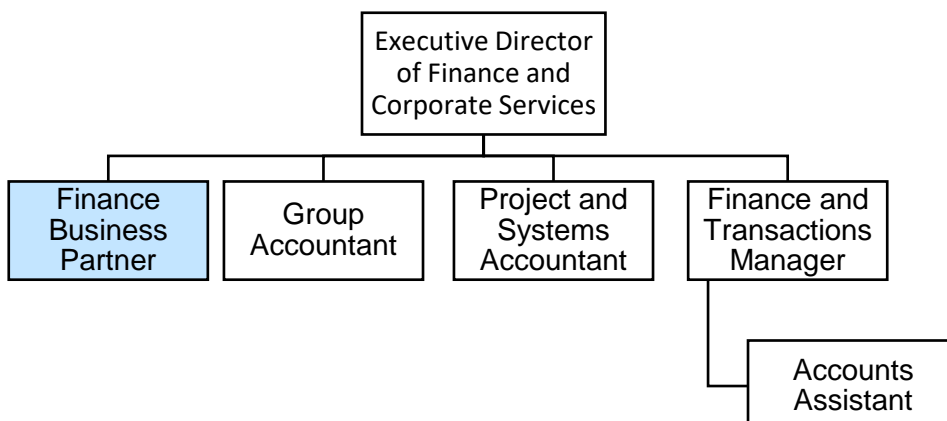 Executive Director
of Finance and
Corporate Services
Finance
Business
Partner
Group
Accountant
Project and
Systems
Accountant
Finance and
Transactions
Manager
Accounts
Assistant